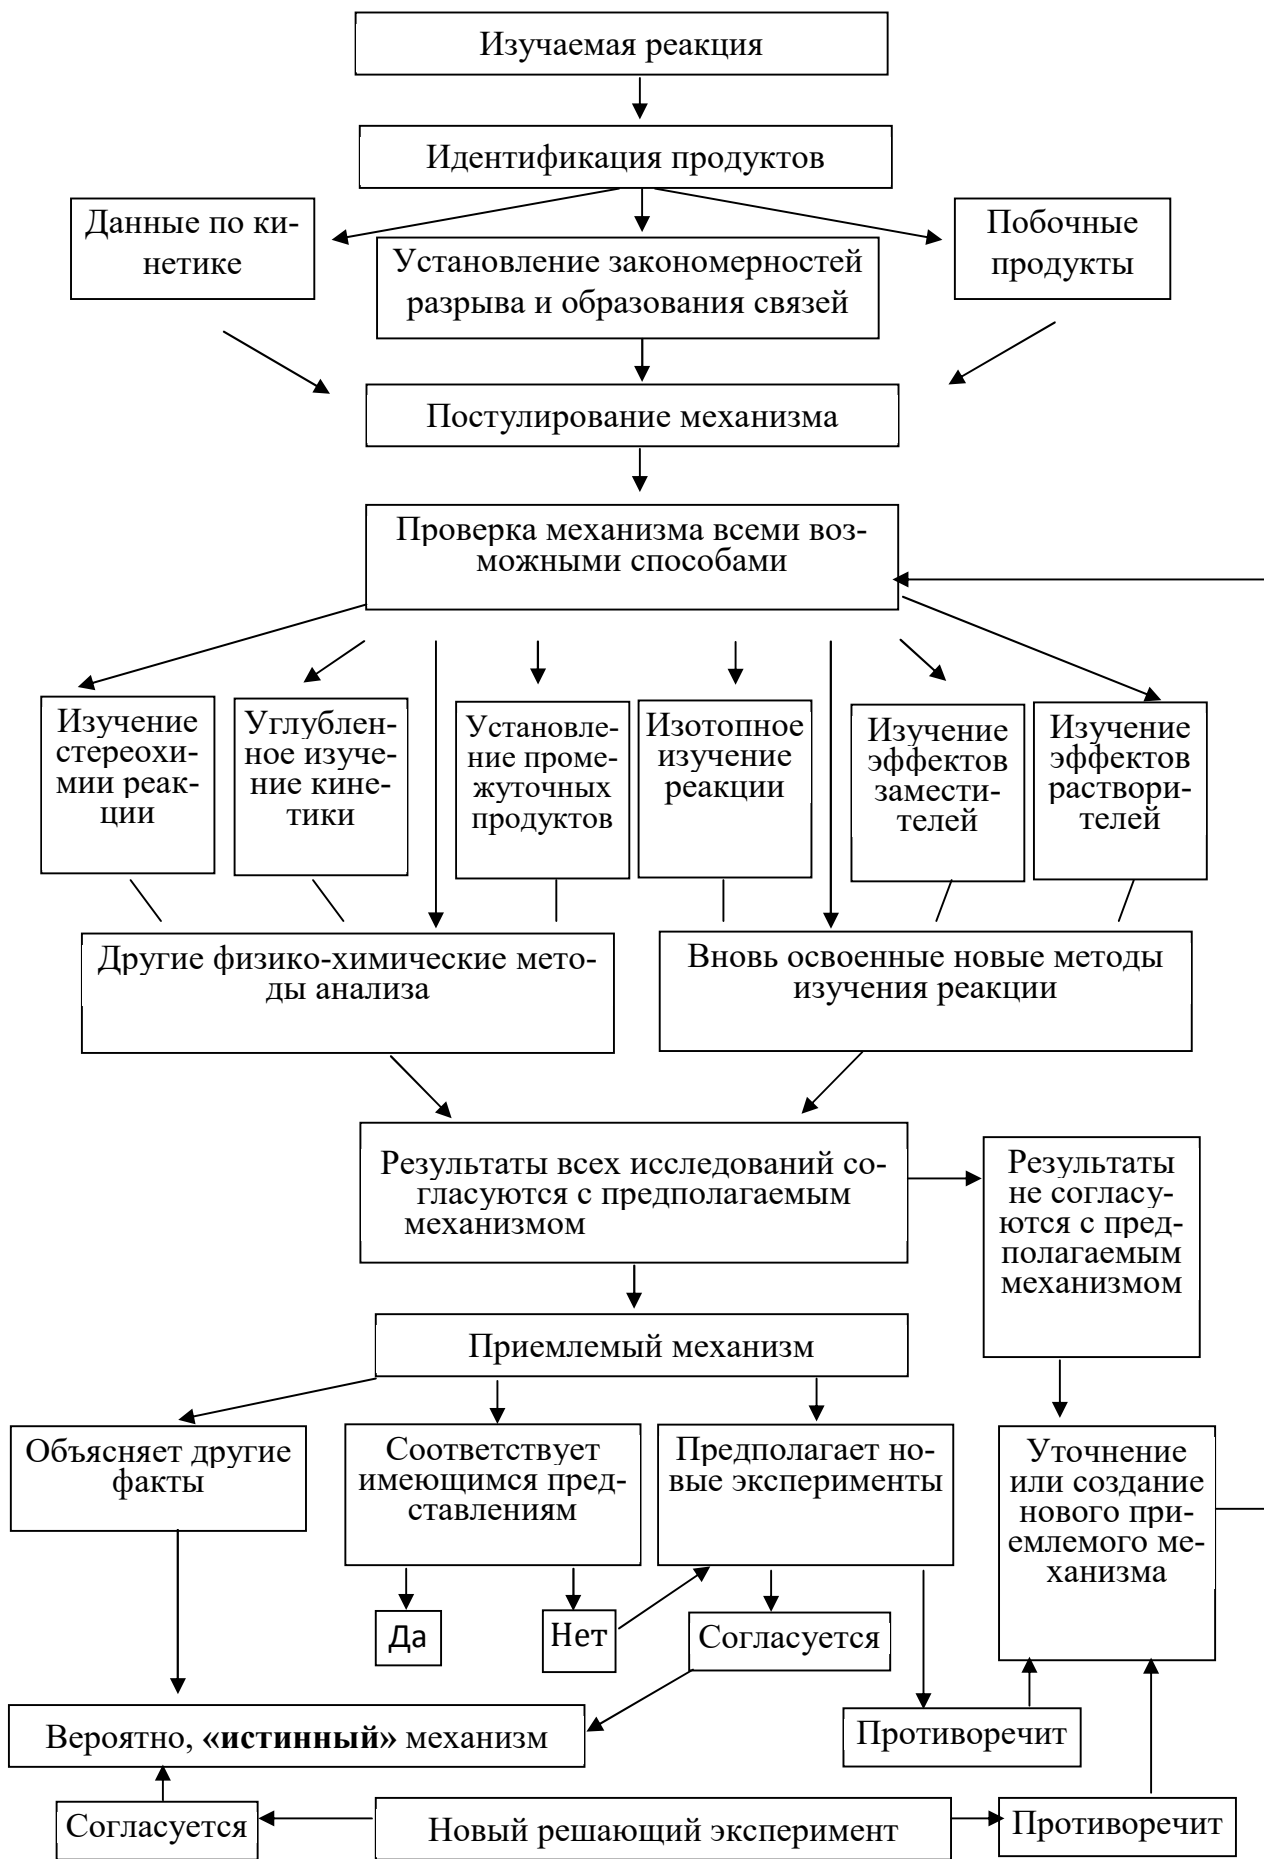 Изучаемая реакция
Идентификация продуктов
Данные по ки-
нетике
Установление закономерностей
разрыва и образования связей
Побочные
продукты
Постулирование механизма
Проверка механизма всеми воз-
можными способами
Изучение
стереохи-
мии реак-
ции
Углублен-
ное изуче-
ние кине-
тики
Установле-
ние проме-
жуточных
продуктов
Изотопное
изучение
реакции
Изучение
эффектов
замести-
телей
Изучение
эффектов
раствори-
телей
Другие физико-химические мето-
ды анализа
Вновь освоенные новые методы
изучения реакции
Результаты всех исследований со-
гласуются с предполагаемым
механизмом
Результаты
не согласу-
ются с пред-
полагаемым
механизмом
Приемлемый механизм
Объясняет другие
факты
Соответствует
имеющимся пред-
ставлениям
Предполагает но-
вые эксперименты
Уточнение
или создание
нового при-
емлемого ме-
ханизма
Да
Нет
Согласуется
Вероятно, «истинный» механизм
Противоречит
Согласуется
Новый решающий эксперимент
Противоречит